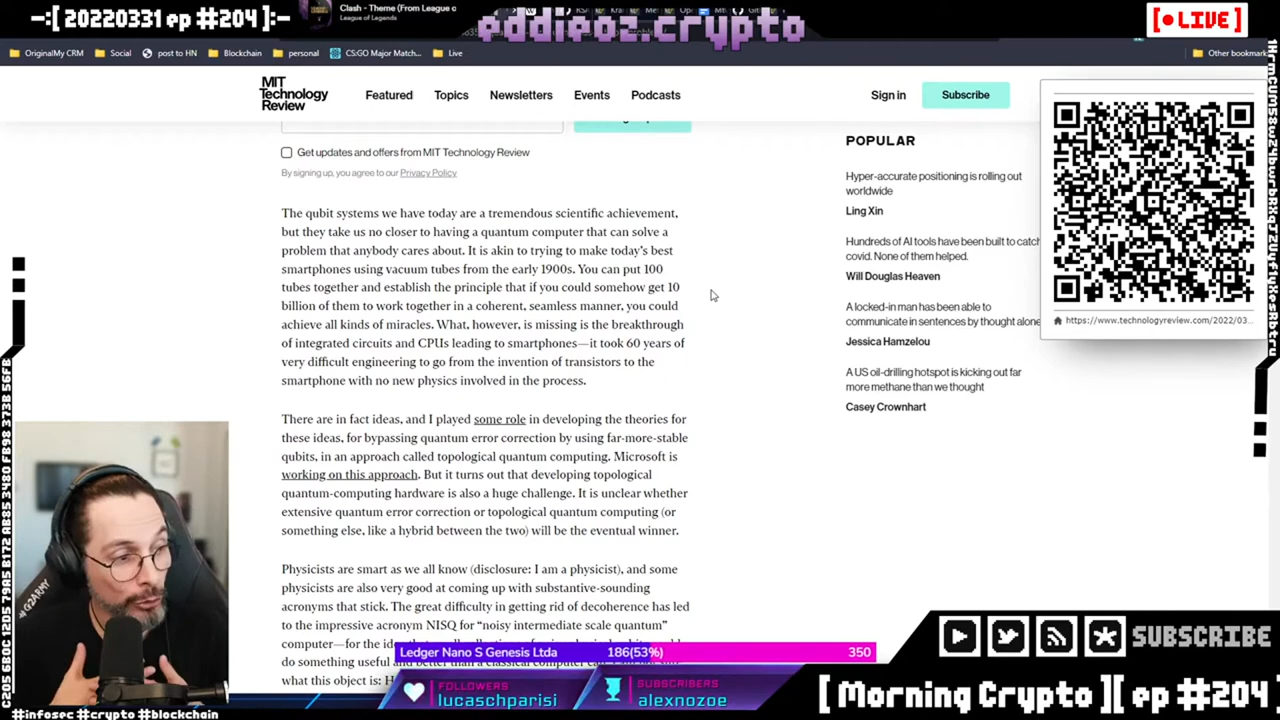 -:[ 20220331 ep #204 ]:-
Clash - Theme (From League c
League of Legends
eddieoz.crypto
[● LIVE]
OriginalMy CRM
Social
post to HN
Blockchain
personal
CS:GO Major Match...
Live
Other bookmark
MIT
Technology
Review
Featured
Topics
Newsletters
Events
Podcasts
Sign in
Subscribe
Get updates and offers from MIT Technology Review
By signing up, you agree to our Privacy Policy
The qubit systems we have today are a tremendous scientific achievement,
but they take us no closer to having a quantum computer that can solve a
problem that anybody cares about. It is akin to trying to make today's best
smartphones using vacuum tubes from the early 1900s. You can put 100
tubes together and establish the principle that if you could somehow get 10
billion of them to work together in a coherent, seamless manner, you could
achieve all kinds of miracles. What, however, is missing is the breakthrough
of integrated circuits and CPUs leading to smartphones—it took 60 years of
very difficult engineering to go from the invention of transistors to the
smartphone with no new physics involved in the process.
There are in fact ideas, and I played some role in developing the theories for
these ideas, for bypassing quantum error correction by using far-more-stable
qubits, in an approach called topological quantum computing. Microsoft is
working on this approach. But it turns out that developing topological
quantum-computing hardware is also a huge challenge. It is unclear whether
extensive quantum error correction or topological quantum computing (or
something else, like a hybrid between the two) will be the eventual winner.
Physicists are smart as we all know (disclosure: I am a physicist), and some
physicists are also very good at coming up with substantive-sounding
acronyms that stick. The great difficulty in getting rid of decoherence has led
to the impressive acronym NISQ for "noisy intermediate scale quantum"
computer—for the
do something useful
what this object is:
POPULAR
Hyper-accurate positioning is rolling out
worldwide
Ling Xin
Hundreds of AI tools have been built to catch
covid. None of them helped.
Will Douglas Heaven
A locked-in man has been able to
communicate in sentences by thought alone
Jessica Hamzelou
A US oil-drilling hotspot is kicking out far
more methane than we thought
Casey Crownhart
https://www.technologyreview.com/2022/03...
Ledger Nano S Genesis Ltda 186(53%) 350
FOLLOWERS
lucaschparisi
SUBSCRIBERS
alexnozoe
SUBSCRIBE
[ Morning Crypto ][ ep #204 ]
#infosec #crypto #blockchain